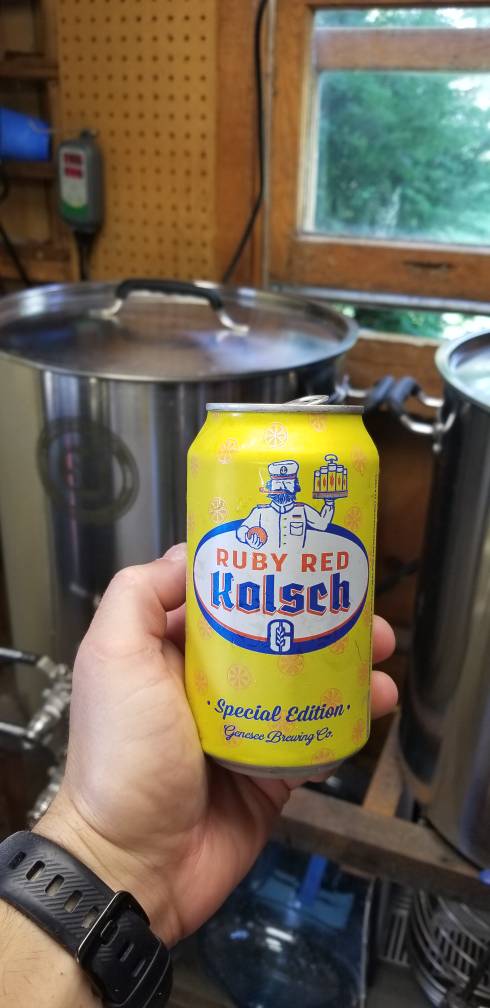 RUBY RED
Kolsch
G
· Special Edition ·
Genesee Brewing Co.